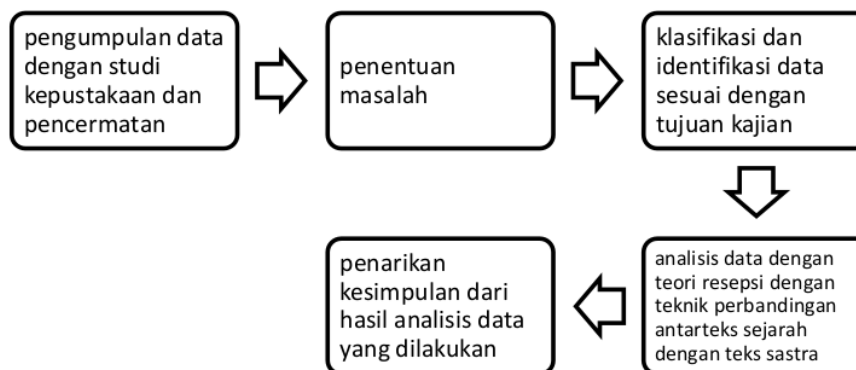 pengumpulan data
dengan studi
kepustakaan dan
pencermatan
penentuan
masalah
klasifikasi dan
identifikasi data
sesuai dengan
tujuan kajian
analisis data dengan
teori resepsi dengan
teknik perbandingan
antarteks sejarah
dengan teks sastra
penarikan
kesimpulan dari
hasil analisis data
yang dilakukan